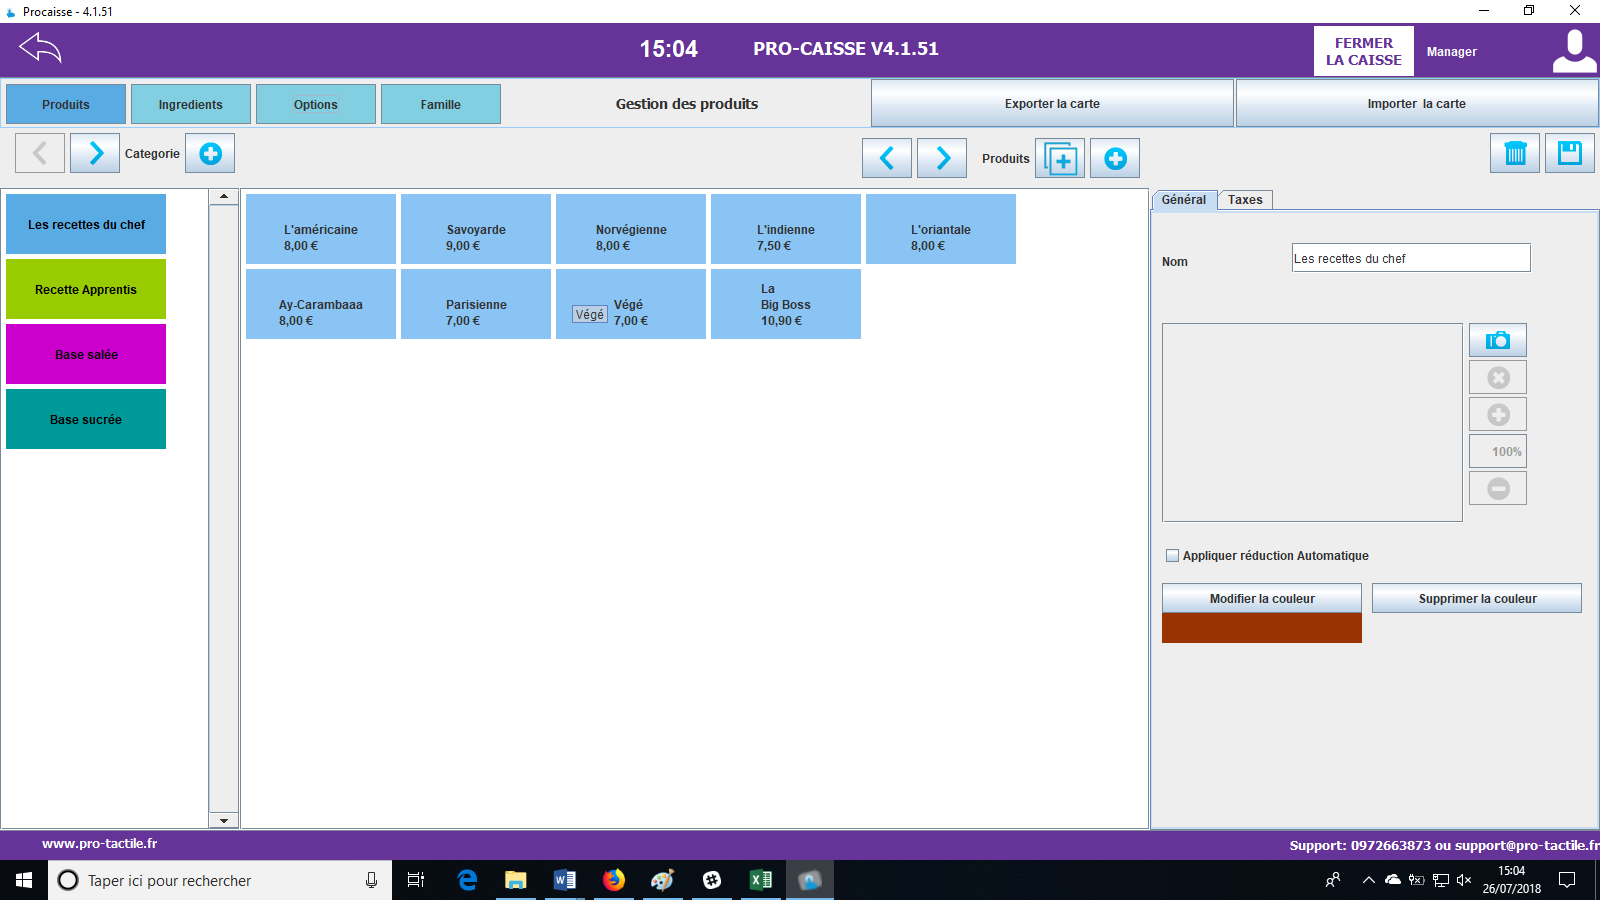 Procaisse - 4.1.51
15:04
PRO-CAISSE V4.1.51
FERMER
LA CAISSE
Manager
Produits
Ingredients
Options
Famille
Gestion des produits
Exporter la carte
Importer la carte
Categorie
Produits
Les recettes du chef
Recette Apprentis
Base salée
Base sucrée
L'américaine
8,00 €
Savoyarde
9,00 €
Norvégienne
8,00 €
L'indienne
7,50 €
L'oriantale
8,00 €
Ay-Carambaaa
8,00 €
Parisienne
7,00 €
Végé
Végé
7,00 €
La
Big Boss
10,90 €
Général
Taxes
Nom
Les recettes du chef
100%
Appliquer réduction Automatique
Modifier la couleur
Supprimer la couleur
www.pro-tactile.fr
Support: 0972663873 ou support@pro-tactile.fr
Taper ici pour rechercher
15:04
26/07/2018